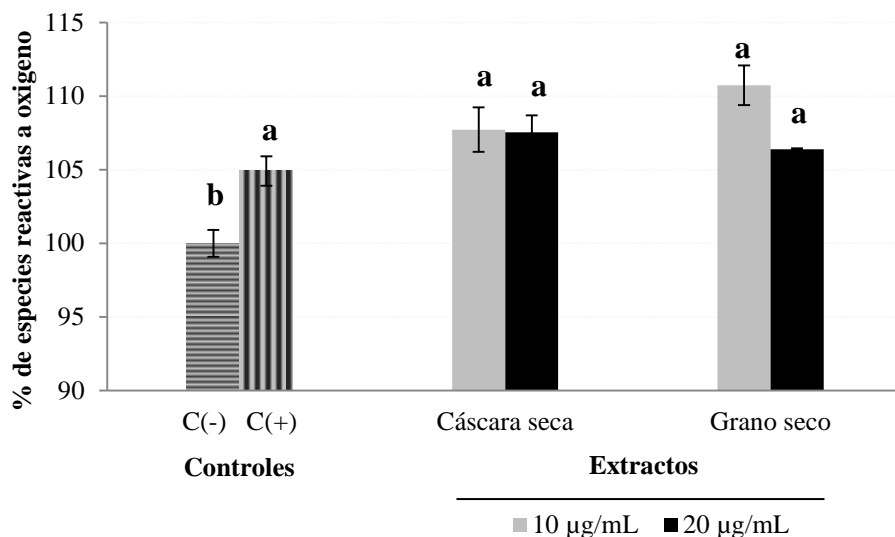 % de especies reactivas a oxigeno
115
110
105
100
95
90
b
a
a
a
a
a
C(-) C(+)
Cáscara seca
Grano seco
Controles
Extractos
10 µg/mL 20 µg/mL